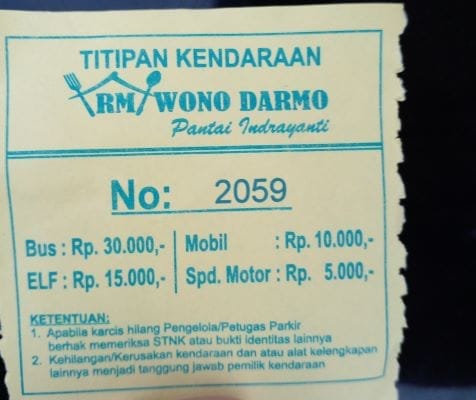 TITIPAN KENDARAAN
RM WONO DARMO
Pantai Indrayanti
No: 2059
Bus : Rp. 30.000,- Mobil : Rp. 10.000,-
ELF : Rp. 15.000,- Spd. Motor : Rp. 5.000,-
KETENTUAN:
1. Apabila karcis hilang Pengelola/Petugas Parkir
berhak memeriksa STNK atau bukti identitas lainnya
2. Kehilangan/Kerusakan kendaraan dan atau alat kelengkapan
lainnya menjadi tanggung jawab pemilik kendaraan